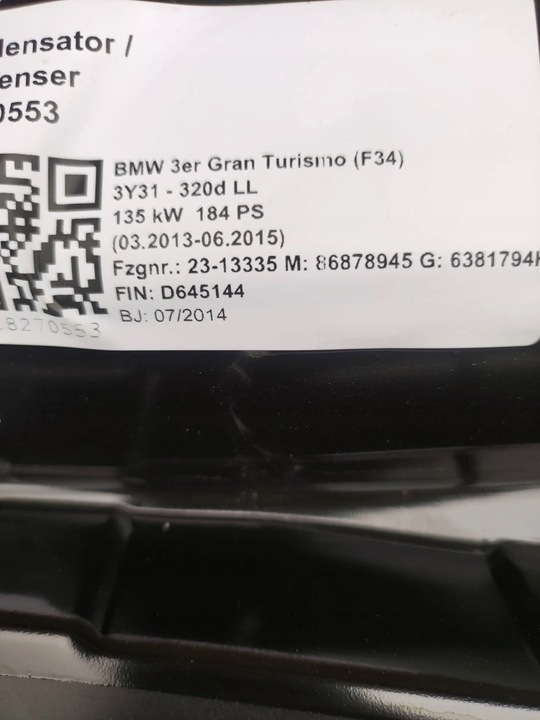 lensator /
enser
0553
BMW 3er Gran Turismo (F34)
3Y31 - 320d LL
135 kW 184 PS
(03.2013-06.2015)
Fzgnr.: 23-13335 M: 86878945 G: 6381794H
FIN: D645144
8270553
BJ: 07/2014